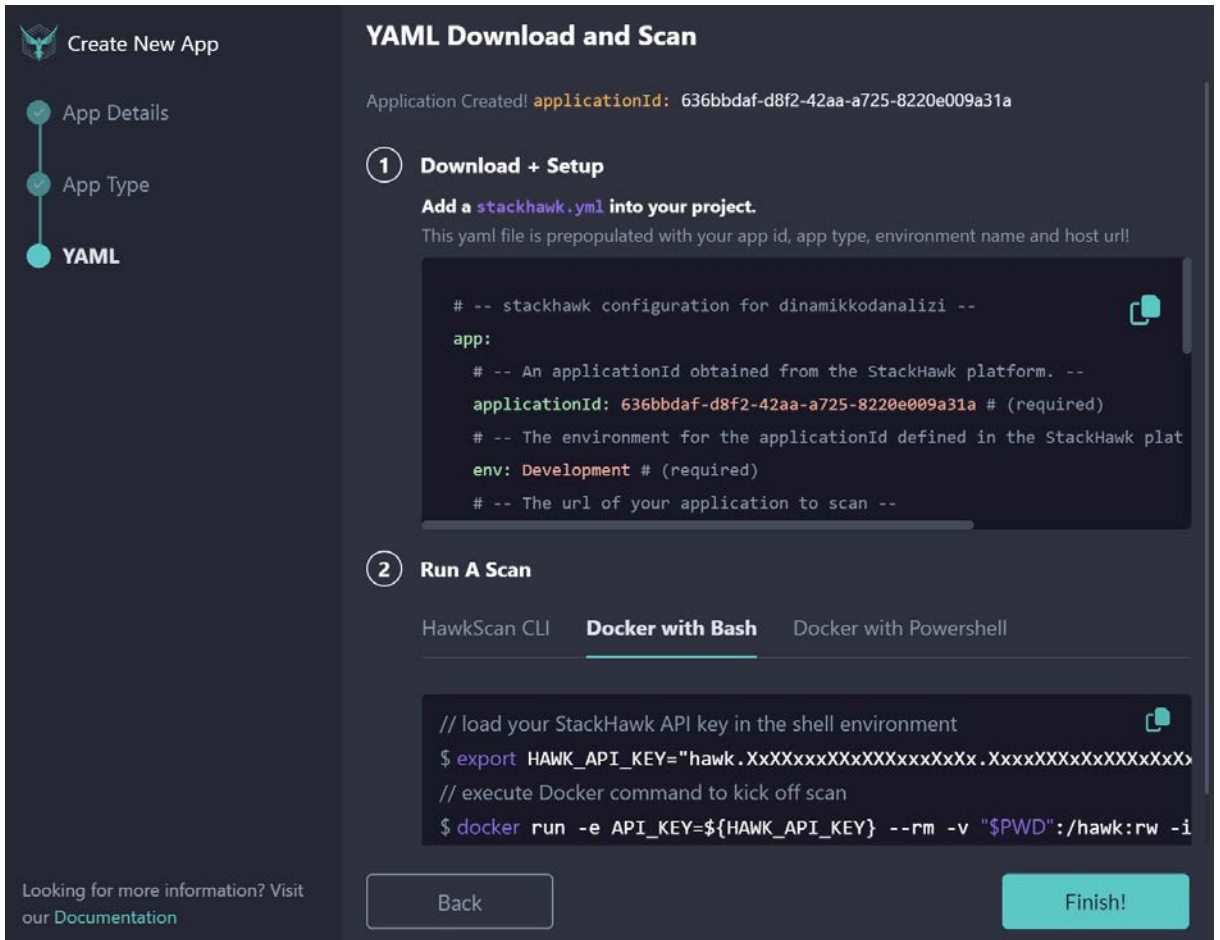 Create New App
App Details
App Type
YAML
Looking for more information? Visit
our Documentation
YAML Download and Scan
Application Created! applicationId: 636bbdaf-d8f2-42aa-a725-8220e009a31a
1 Download + Setup
Add a stackhawk.yml into your project.
This yaml file is prepopulated with your app id, app type, environment name and host url!
# -- stackhawk configuration for dinamikkodanalizi --
app:
# -- An applicationId obtained from the StackHawk platform. --
applicationId: 636bbdaf-d8f2-42aa-a725-8220e009a31a # (required)
# -- The environment for the applicationId defined in the StackHawk plat
env: Development # (required)
# -- The url of your application to scan --
2 Run A Scan
HawkScan CLI Docker with Bash Docker with Powershell
// load your StackHawk API key in the shell environment
$ export HAWK_API_KEY="hawk.XxXXxxxXXxXXXxxxXxXx.XxxxXXXxXxXXXxXxXx
// execute Docker command to kick off scan
$ docker run -e API_KEY=${HAWK_API_KEY} --rm -v "$PWD":/hawk:rw -i
Back
Finish!